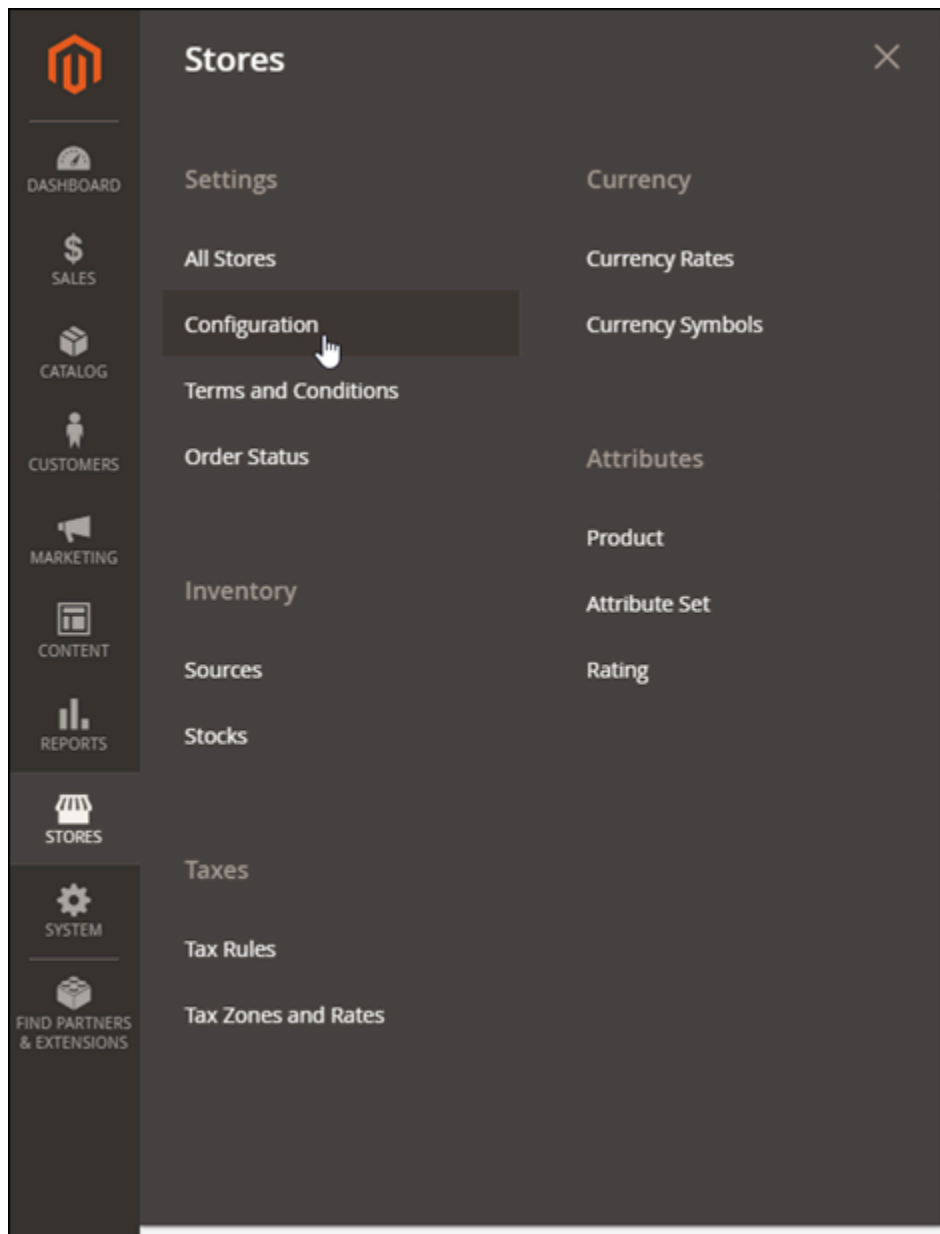 Stores
DASHBOARD
SALES
CATALOG
CUSTOMERS
MARKETING
CONTENT
REPORTS
STORES
SYSTEM
FIND PARTNERS
& EXTENSIONS
Settings
All Stores
Configuration
Terms and Conditions
Order Status
Inventory
Sources
Stocks
Taxes
Tax Rules
Tax Zones and Rates
Currency
Currency Rates
Currency Symbols
Attributes
Product
Attribute Set
Rating